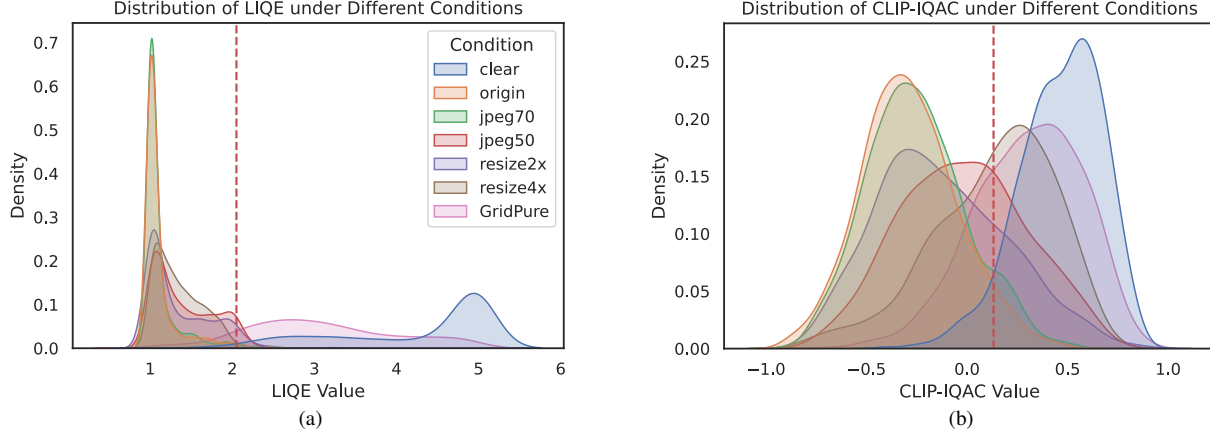 Distribution of LIQE under Different Conditions
0.7
0.6
0.5
0.4
0.3
0.2
0.1
0.0
Density
Condition
clear
origin
jpeg70
jpeg50
resize2x
resize4x
GridPure
1 2 3 4 5 6
LIQE Value
(a)
Distribution of CLIP-IQAC under Different Conditions
0.25
0.20
0.15
0.10
0.05
0.00
Density
−1.0 −0.5 0.0 0.5 1.0
CLIP-IQAC Value
(b)